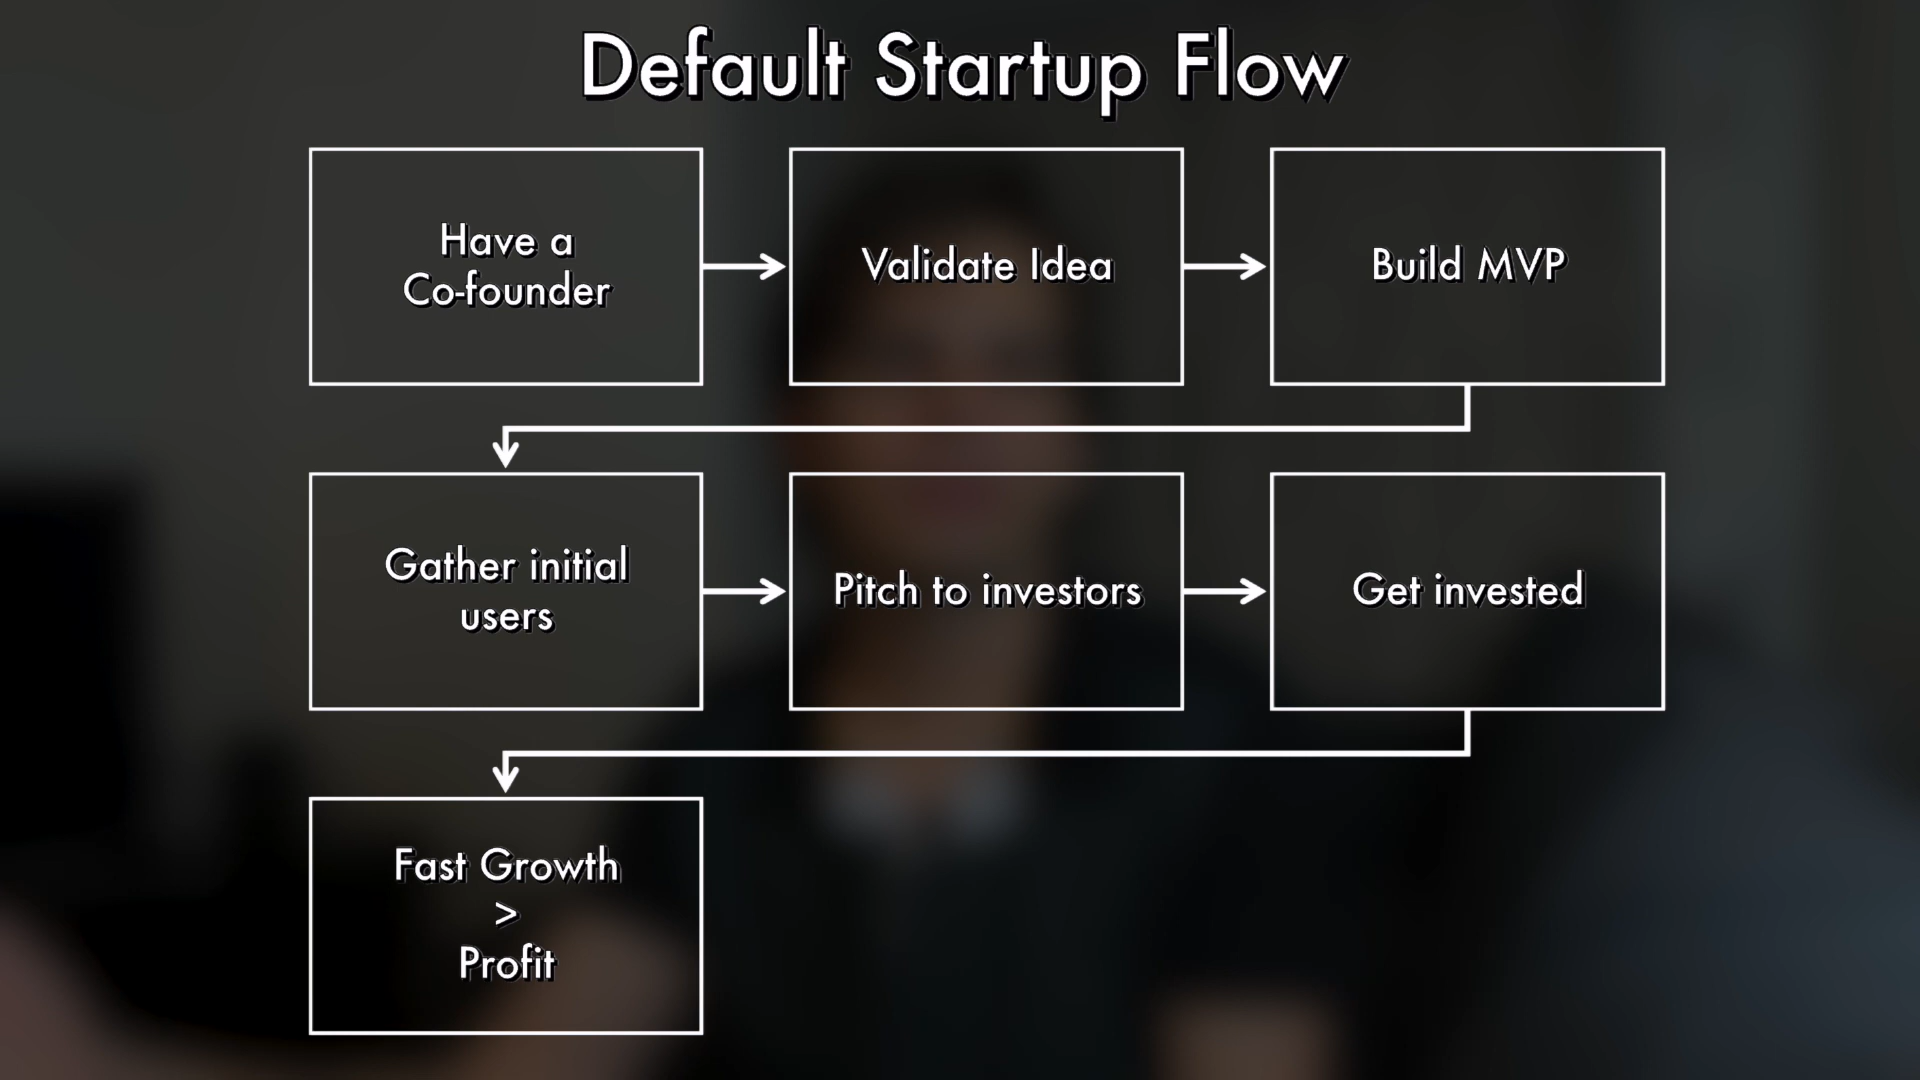 Default Startup Flow
Have a
Co-founder
Validate Idea
Build MVP
Gather initial
users
Pitch to investors
Get invested
Fast Growth
>
Profit